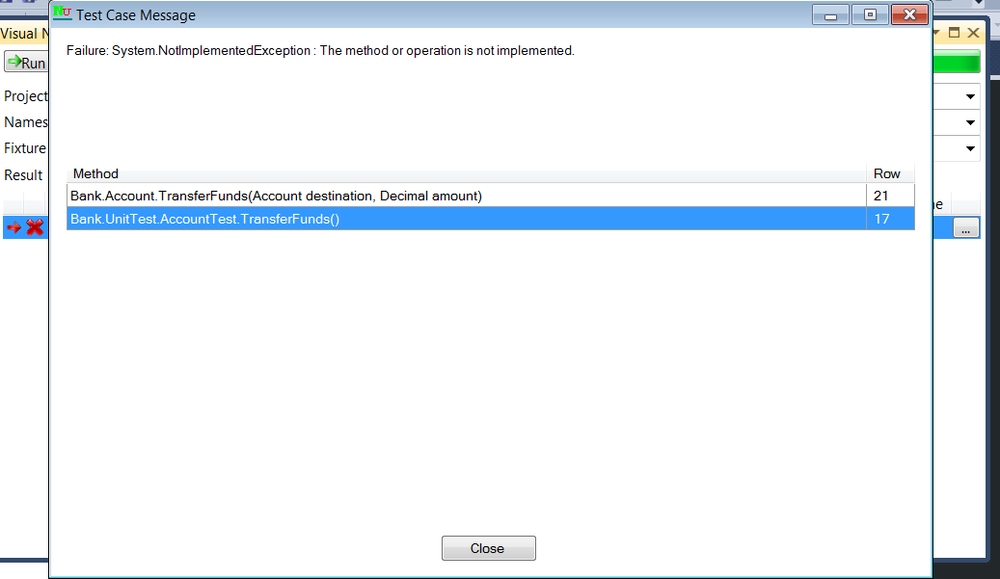 NU Test Case Message
Visual N
Failure: System.NotImplementedException : The method or operation is not implemented.
Run
Project
Names
Fixture
Result
Method Row
Bank.Account.TransferFunds(Account destination, Decimal amount) 21
Bank.UnitTest.AccountTest.TransferFunds() 17
...
Close